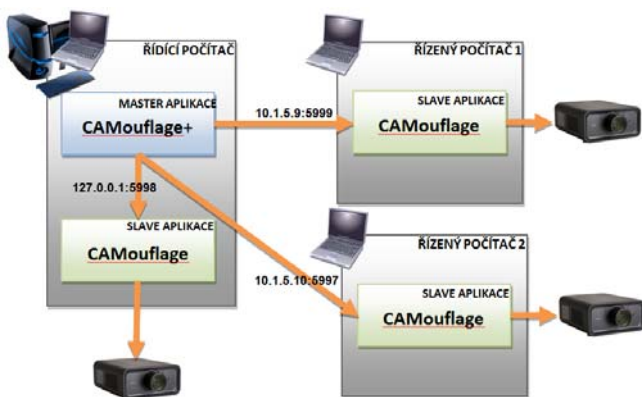 ŘÍDÍCÍ POČÍTAČ
MASTER APLIKACE
CAMouflage+
127.0.0.1:5998
SLAVE APLIKACE
CAMouflage
10.1.5.9:5999
ŘÍZENÝ POČÍTAČ 1
SLAVE APLIKACE
CAMouflage
10.1.5.10:5997
ŘÍZENÝ POČÍTAČ 2
SLAVE APLIKACE
CAMouflage